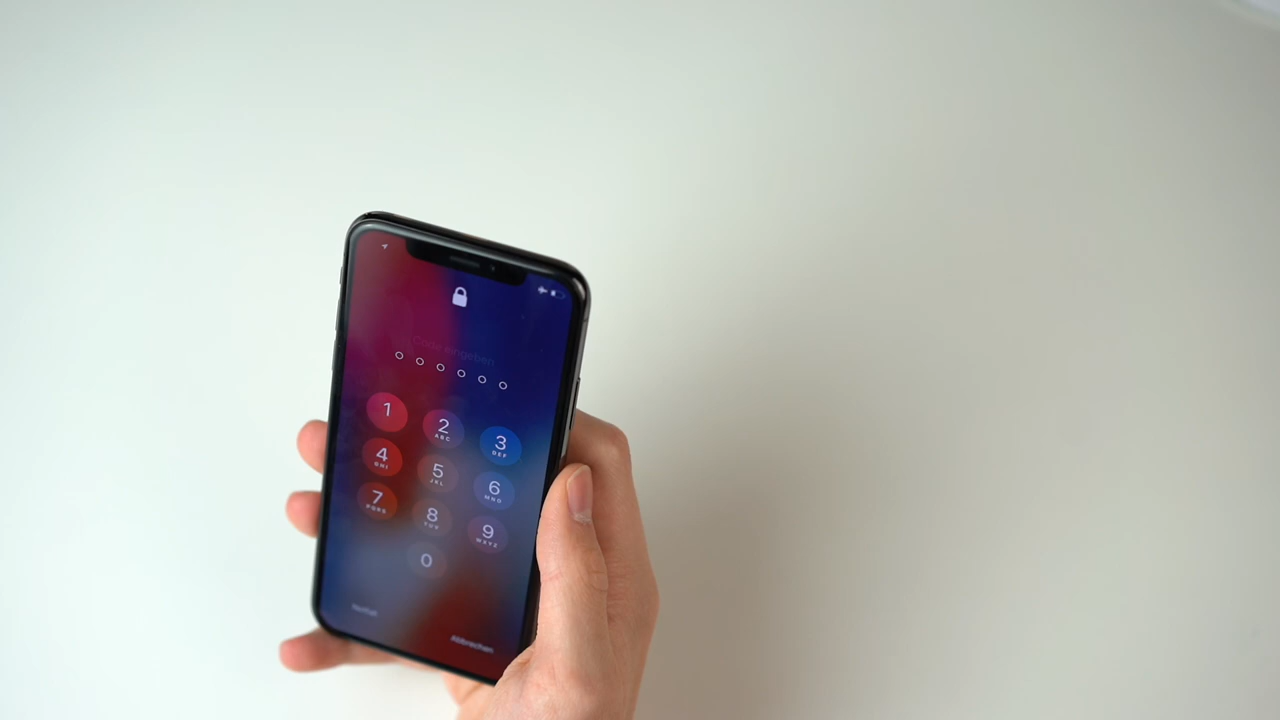 Code eingeben
1 2 3
ABC DEF
4 5 6
GHI JKL MNO
7 8 9
PQRS TUV WXYZ
0
Notfall
Abbrechen